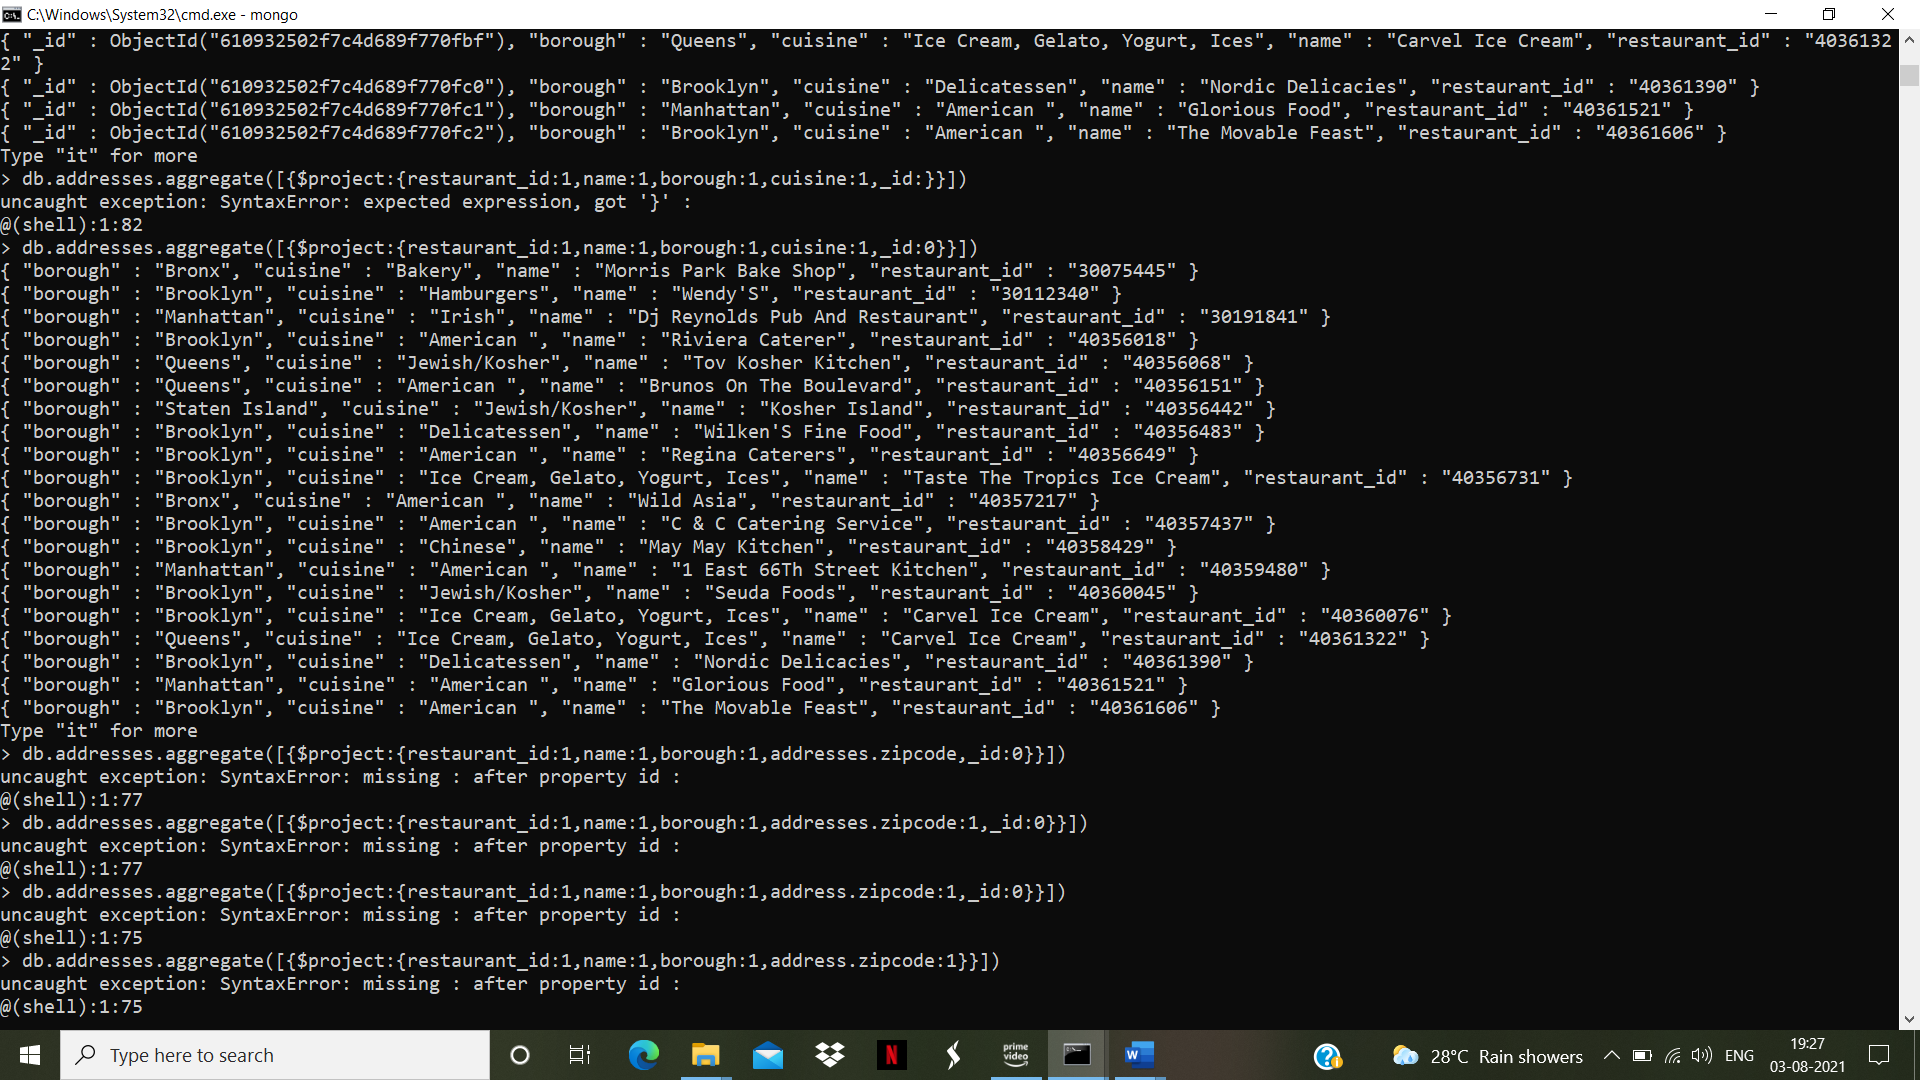 C:\Windows\System32\cmd.exe - mongo
{ "_id" : ObjectId("610932502f7c4d689f770fbf"), "borough" : "Queens", "cuisine" : "Ice Cream, Gelato, Yogurt, Ices", "name" : "Carvel Ice Cream", "restaurant_id" : "4036132
2" }
{ "_id" : ObjectId("610932502f7c4d689f770fc0"), "borough" : "Brooklyn", "cuisine" : "Delicatessen", "name" : "Nordic Delicacies", "restaurant_id" : "40361390" }
{ "_id" : ObjectId("610932502f7c4d689f770fc1"), "borough" : "Manhattan", "cuisine" : "American ", "name" : "Glorious Food", "restaurant_id" : "40361521" }
{ "_id" : ObjectId("610932502f7c4d689f770fc2"), "borough" : "Brooklyn", "cuisine" : "American ", "name" : "The Movable Feast", "restaurant_id" : "40361606" }
Type "it" for more
> db.addresses.aggregate([{$project:{restaurant_id:1,name:1,borough:1,cuisine:1,_id:}}])
uncaught exception: SyntaxError: expected expression, got '}' :
@(shell):1:82
> db.addresses.aggregate([{$project:{restaurant_id:1,name:1,borough:1,cuisine:1,_id:0}}])
{ "borough" : "Bronx", "cuisine" : "Bakery", "name" : "Morris Park Bake Shop", "restaurant_id" : "30075445" }
{ "borough" : "Brooklyn", "cuisine" : "Hamburgers", "name" : "Wendy'S", "restaurant_id" : "30112340" }
{ "borough" : "Manhattan", "cuisine" : "Irish", "name" : "Dj Reynolds Pub And Restaurant", "restaurant_id" : "30191841" }
{ "borough" : "Brooklyn", "cuisine" : "American ", "name" : "Riviera Caterer", "restaurant_id" : "40356018" }
{ "borough" : "Queens", "cuisine" : "Jewish/Kosher", "name" : "Tov Kosher Kitchen", "restaurant_id" : "40356068" }
{ "borough" : "Queens", "cuisine" : "American ", "name" : "Brunos On The Boulevard", "restaurant_id" : "40356151" }
{ "borough" : "Staten Island", "cuisine" : "Jewish/Kosher", "name" : "Kosher Island", "restaurant_id" : "40356442" }
{ "borough" : "Brooklyn", "cuisine" : "Delicatessen", "name" : "Wilken'S Fine Food", "restaurant_id" : "40356483" }
{ "borough" : "Brooklyn", "cuisine" : "American ", "name" : "Regina Caterers", "restaurant_id" : "40356649" }
{ "borough" : "Brooklyn", "cuisine" : "Ice Cream, Gelato, Yogurt, Ices", "name" : "Taste The Tropics Ice Cream", "restaurant_id" : "40356731" }
{ "borough" : "Bronx", "cuisine" : "American ", "name" : "Wild Asia", "restaurant_id" : "40357217" }
{ "borough" : "Brooklyn", "cuisine" : "American ", "name" : "C & C Catering Service", "restaurant_id" : "40357437" }
{ "borough" : "Brooklyn", "cuisine" : "Chinese", "name" : "May May Kitchen", "restaurant_id" : "40358429" }
{ "borough" : "Manhattan", "cuisine" : "American ", "name" : "1 East 66Th Street Kitchen", "restaurant_id" : "40359480" }
{ "borough" : "Brooklyn", "cuisine" : "Jewish/Kosher", "name" : "Seuda Foods", "restaurant_id" : "40360045" }
{ "borough" : "Brooklyn", "cuisine" : "Ice Cream, Gelato, Yogurt, Ices", "name" : "Carvel Ice Cream", "restaurant_id" : "40360076" }
{ "borough" : "Queens", "cuisine" : "Ice Cream, Gelato, Yogurt, Ices", "name" : "Carvel Ice Cream", "restaurant_id" : "40361322" }
{ "borough" : "Brooklyn", "cuisine" : "Delicatessen", "name" : "Nordic Delicacies", "restaurant_id" : "40361390" }
{ "borough" : "Manhattan", "cuisine" : "American ", "name" : "Glorious Food", "restaurant_id" : "40361521" }
{ "borough" : "Brooklyn", "cuisine" : "American ", "name" : "The Movable Feast", "restaurant_id" : "40361606" }
Type "it" for more
> db.addresses.aggregate([{$project:{restaurant_id:1,name:1,borough:1,addresses.zipcode,_id:0}}])
uncaught exception: SyntaxError: missing : after property id :
@(shell):1:77
> db.addresses.aggregate([{$project:{restaurant_id:1,name:1,borough:1,addresses.zipcode:1,_id:0}}])
uncaught exception: SyntaxError: missing : after property id :
@(shell):1:77
> db.addresses.aggregate([{$project:{restaurant_id:1,name:1,borough:1,address.zipcode:1,_id:0}}])
uncaught exception: SyntaxError: missing : after property id :
@(shell):1:75
> db.addresses.aggregate([{$project:{restaurant_id:1,name:1,borough:1,address.zipcode:1}}])
uncaught exception: SyntaxError: missing : after property id :
@(shell):1:75
Type here to search
prime
video
28°C Rain showers
ENG
19:27
03-08-2021